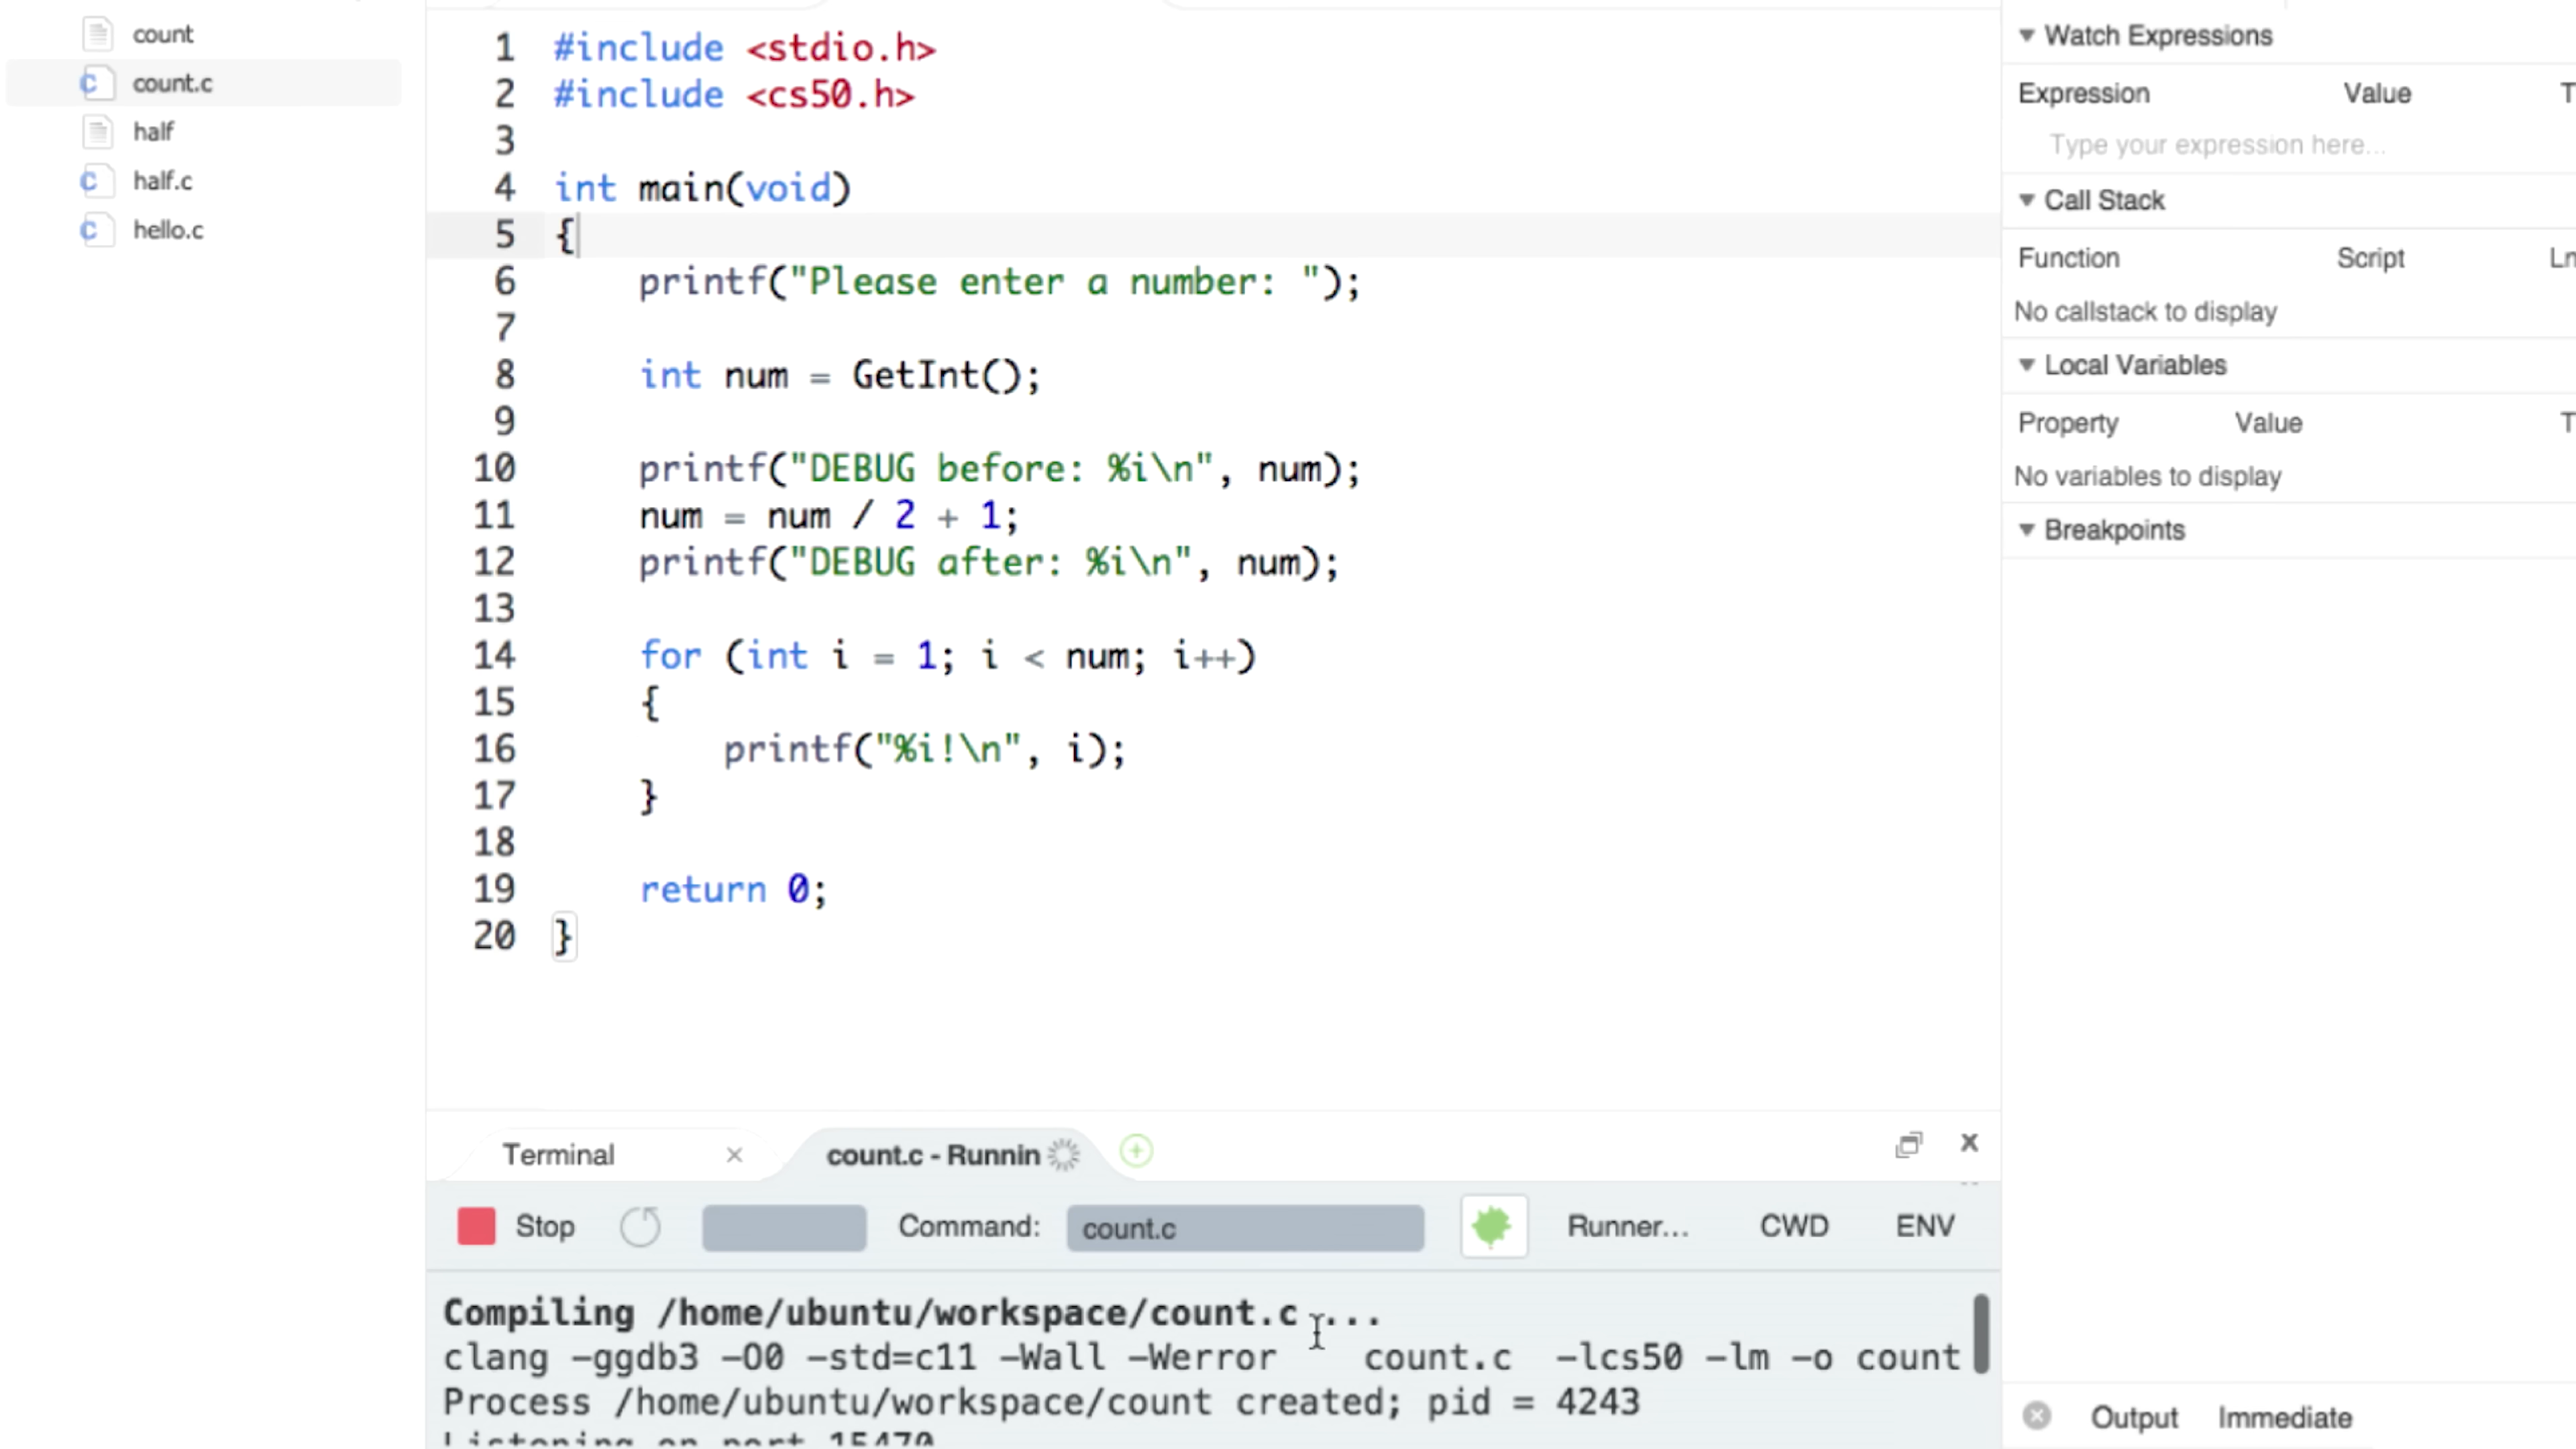 count
count.c
half
half.c
hello.c
1 #include <stdio.h>
2 #include <cs50.h>
3
4 int main(void)
5 {
6     printf("Please enter a number: ");
7
8     int num = GetInt();
9
10     printf("DEBUG before: %i\n", num);
11     num = num / 2 + 1;
12     printf("DEBUG after: %i\n", num);
13
14     for (int i = 1; i < num; i++)
15     {
16         printf("%i!\n", i);
17     }
18
19     return 0;
20 }
Watch Expressions
Expression Value T
Type your expression here...
Call Stack
Function Script Ln
No callstack to display
Local Variables
Property Value T
No variables to display
Breakpoints
Terminal × count.c - Runnin
Stop Command: count.c Runner... CWD ENV
Compiling /home/ubuntu/workspace/count.c ...
clang -ggdb3 -O0 -std=c11 -Wall -Werror    count.c  -lcs50 -lm -o count
Process /home/ubuntu/workspace/count created; pid = 4243
Listening on port 15470
Output Immediate